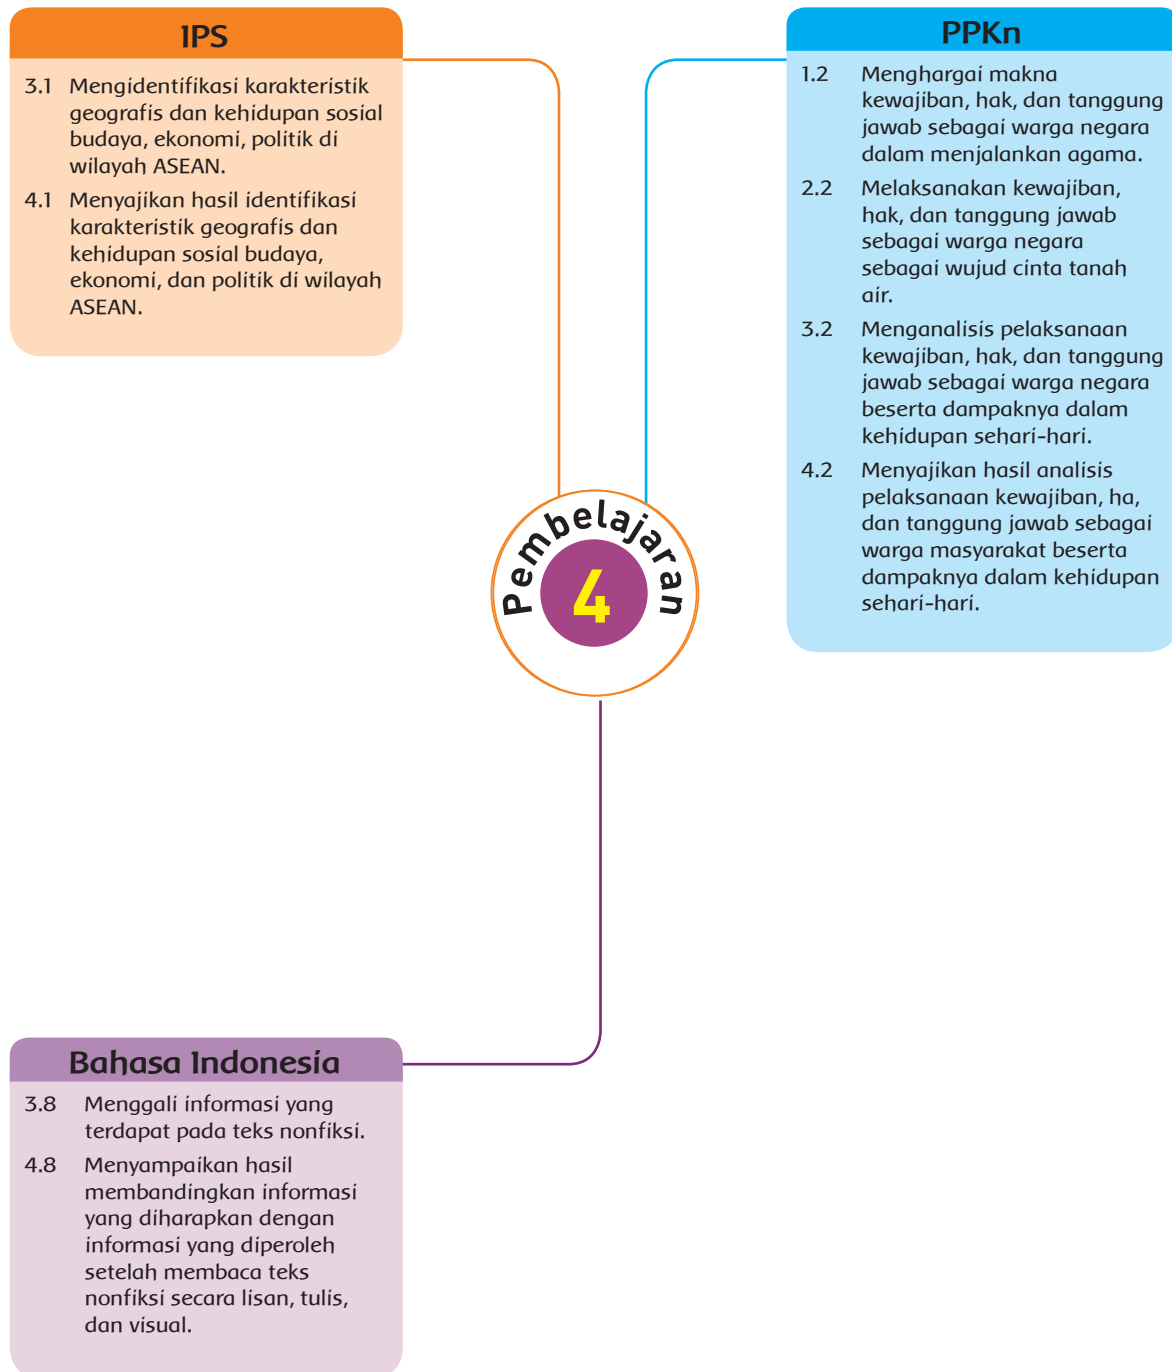 IPS
3.1 Mengidentifikasi karakteristik
geografis dan kehidupan sosial
budaya, ekonomi, politik di
wilayah ASEAN.
4.1 Menyajikan hasil identifikasi
karakteristik geografis dan
kehidupan sosial budaya,
ekonomi, dan politik di wilayah
ASEAN.
PPKn
1.2 Menghargai makna
kewajiban, hak, dan tanggung
jawab sebagai warga negara
dalam menjalankan agama.
2.2 Melaksanakan kewajiban,
hak, dan tanggung jawab
sebagai warga negara
sebagai wujud cinta tanah
air.
3.2 Menganalisis pelaksanaan
kewajiban, hak, dan tanggung
jawab sebagai warga negara
beserta dampaknya dalam
kehidupan sehari-hari.
4.2 Menyajikan hasil analisis
pelaksanaan kewajiban, ha,
dan tanggung jawab sebagai
warga masyarakat beserta
dampaknya dalam kehidupan
sehari-hari.
Pembelajaran
4
Bahasa Indonesia
3.8 Menggali informasi yang
terdapat pada teks nonfiksi.
4.8 Menyampaikan hasil
membandingkan informasi
yang diharapkan dengan
informasi yang diperoleh
setelah membaca teks
nonfiksi secara lisan, tulis,
dan visual.